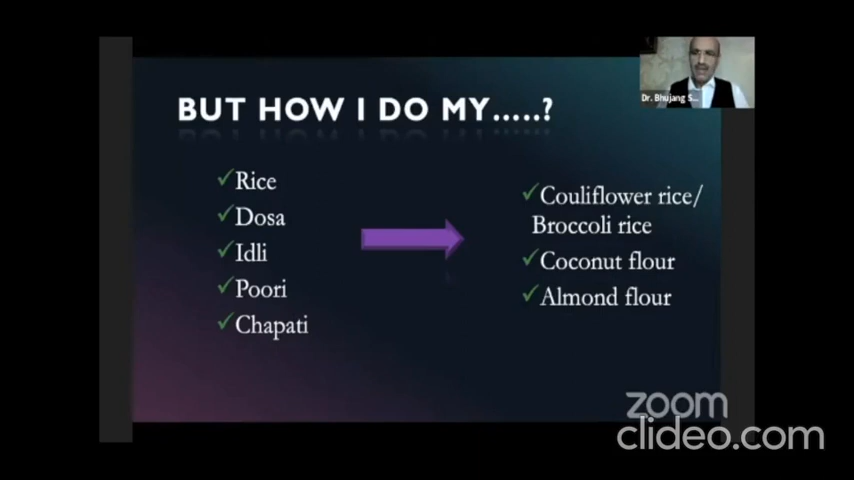 Dr. Bhujang S...
BUT HOW I DO MY.....?
✓Rice
✓Dosa
✓Idli
✓Poori
✓Chapati
✓Couliflower rice/
Broccoli rice
✓Coconut flour
✓Almond flour
zoom
clideo.com